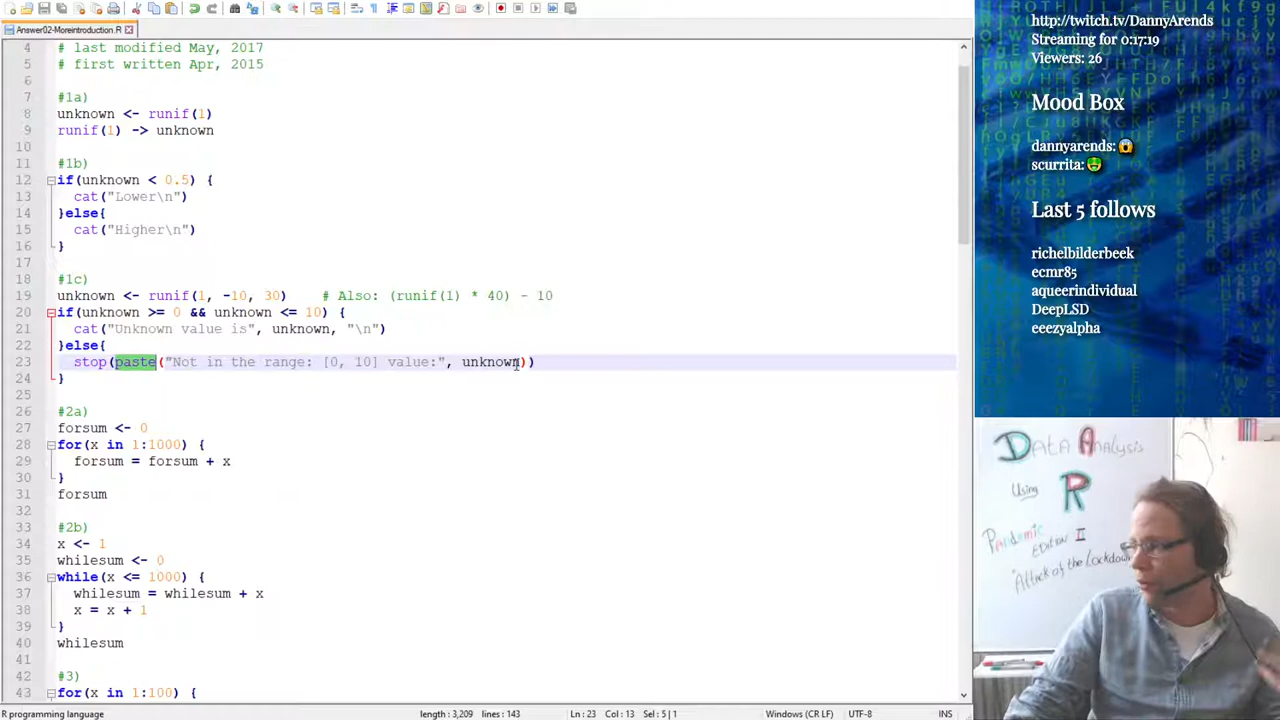 Answer02-Moreintroduction.R
4 # last modified May, 2017
5 # first written Apr, 2015
6
7 #1a)
8 unknown <- runif(1)
9 runif(1) -> unknown
10
11 #1b)
12 if(unknown < 0.5) {
13 cat("Lower\n")
14 }else{
15 cat("Higher\n")
16 }
17
18 #1c)
19 unknown <- runif(1, -10, 30) # Also: (runif(1) * 40) - 10
20 if(unknown >= 0 && unknown <= 10) {
21 cat("Unknown value is", unknown, "\n")
22 }else{
23 stop(paste("Not in the range: [0, 10] value:", unknown))
24 }
25
26 #2a)
27 forsum <- 0
28 for(x in 1:1000) {
29 forsum = forsum + x
30 }
31 forsum
32
33 #2b)
34 x <- 1
35 whilesum <- 0
36 while(x <= 1000) {
37 whilesum = whilesum + x
38 x = x + 1
39 }
40 whilesum
41
42 #3)
43 for(x in 1:100) {
R programming language
length : 3,209 lines : 143
Ln : 23 Col : 13 Sel : 5 | 1
Windows (CR LF)
UTF-8
INS
http://twitch.tv/DannyArends
Streaming for 0:17:19
Viewers: 26
Mood Box
dannyarends: 😱
scurrita: 🤑
Last 5 follows
richelbilderbeek
ecmr85
aqueerindividual
DeepLSD
eeezyalpha
Data Analysis
Using
R
Pandemic
Edition II
"Attack of the Lockdown